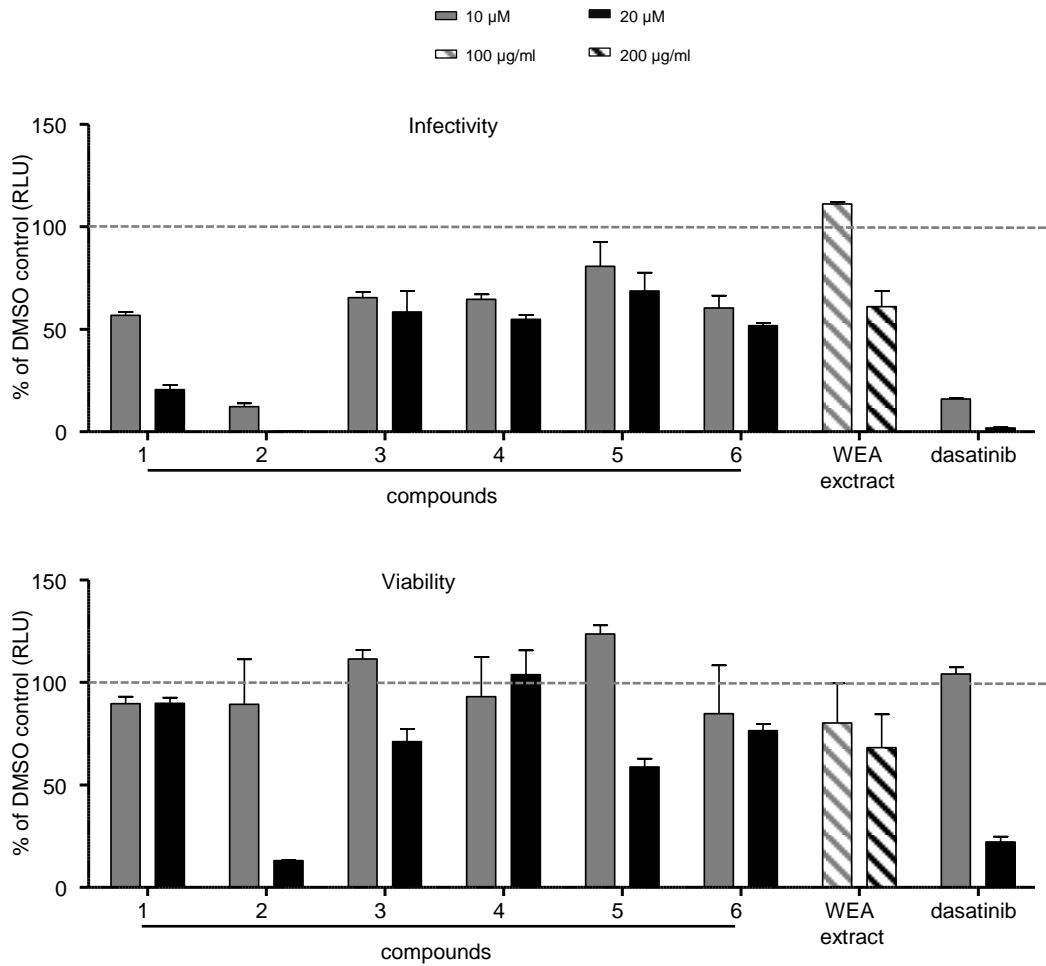 10 µM 20 µM
100 µg/ml 200 µg/ml
Infectivity
% of DMSO control (RLU)
150
100
50
0
1 2 3 4 5 6 WEA dasatinib
exctract
compounds
Viability
% of DMSO control (RLU)
150
100
50
0
1 2 3 4 5 6 WEA dasatinib
extract
compounds